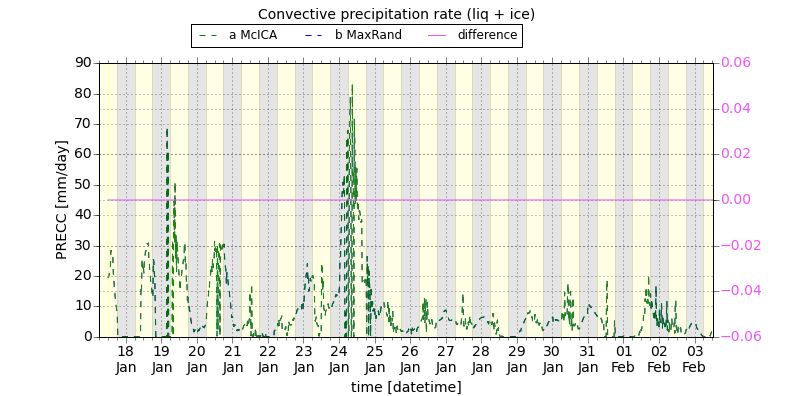 Convective precipitation rate (liq + ice)
a McICA b MaxRand difference
90 0.06
80 0.04
70
60 0.02
50
40 0.00
30 −0.02
20
10 −0.04
0 −0.06
PRECC [mm/day]
18 19 20 21 22 23 24 25 26 27 28 29 30 31 01 02 03
Jan Jan Jan Jan Jan Jan Jan Jan Jan Jan Jan Jan Jan Jan Feb Feb Feb
time [datetime]